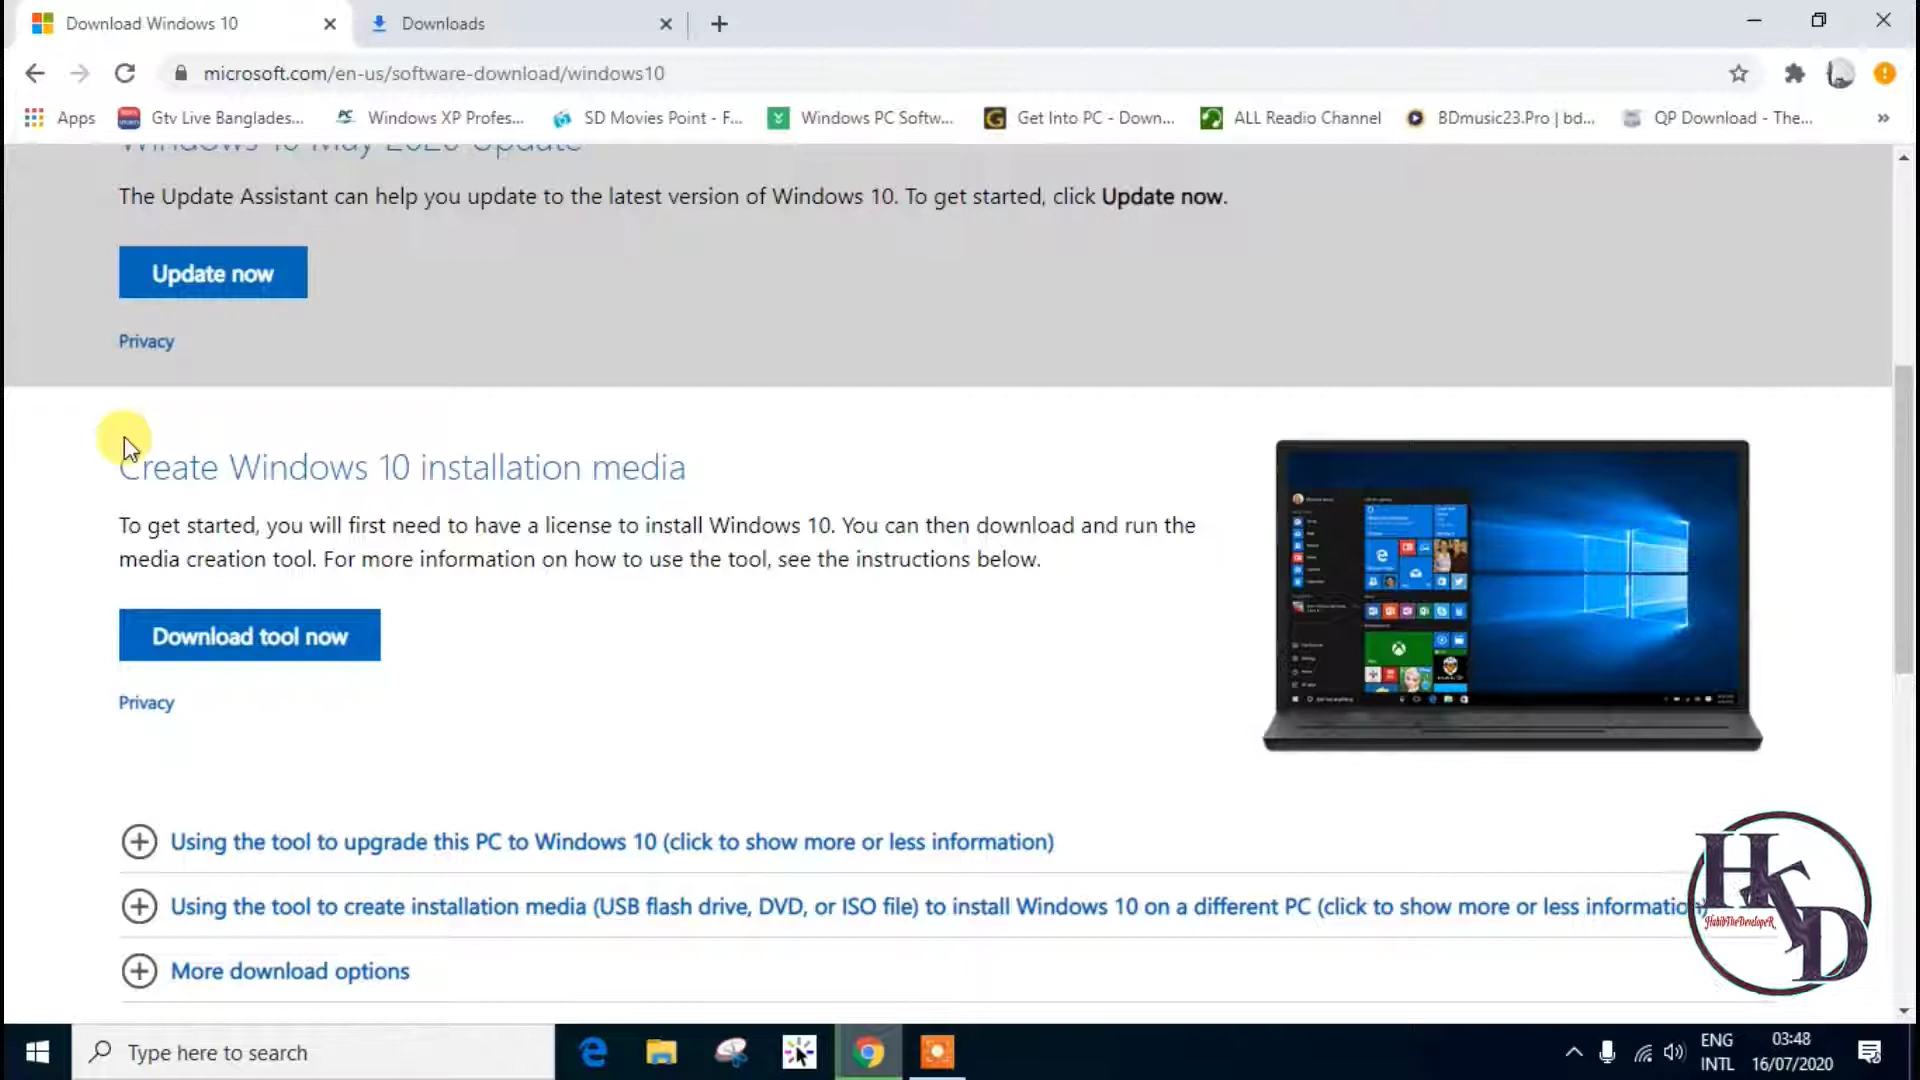 Download Windows 10
Downloads
microsoft.com/en-us/software-download/windows10
Apps
Gtv Live Banglades...
Windows XP Profes...
SD Movies Point - F...
Windows PC Softw...
Get Into PC - Down...
ALL Readio Channel
BDmusic23.Pro | bd...
QP Download - The...
»
Windows 10 May 2020 Update
The Update Assistant can help you update to the latest version of Windows 10. To get started, click Update now.
Update now
Privacy
Create Windows 10 installation media
To get started, you will first need to have a license to install Windows 10. You can then download and run the
media creation tool. For more information on how to use the tool, see the instructions below.
Download tool now
Privacy
Using the tool to upgrade this PC to Windows 10 (click to show more or less information)
Using the tool to create installation media (USB flash drive, DVD, or ISO file) to install Windows 10 on a different PC (click to show more or less information)
More download options
HTD
HabibTheDevelopeR
Type here to search
ENG
INTL
03:48
16/07/2020